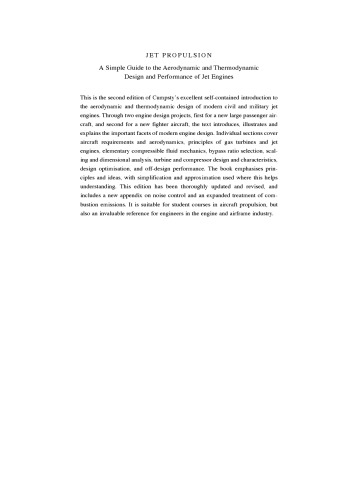 JET PROPULSION
A Simple Guide to the Aerodynamic and Thermodynamic
Design and Performance of Jet Engines
This is the second edition of Cumpsty's excellent self-contained introduction to
the aerodynamic and thermodynamic design of modern civil and military jet
engines. Through two engine design projects, first for a new large passenger air-
craft, and second for a new fighter aircraft, the text introduces, illustrates and
explains the important facets of modern engine design. Individual sections cover
aircraft requirements and aerodynamics, principles of gas turbines and jet
engines, elementary compressible fluid mechanics, bypass ratio selection, scal-
ing and dimensional analysis, turbine and compressor design and characteristics,
design optimisation, and off-design performance. The book emphasises prin-
ciples and ideas, with simplification and approximation used where this helps
understanding. This edition has been thoroughly updated and revised, and
includes a new appendix on noise control and an expanded treatment of com-
bustion emissions. It is suitable for student courses in aircraft propulsion, but
also an invaluable reference for engineers in the engine and airframe industry.